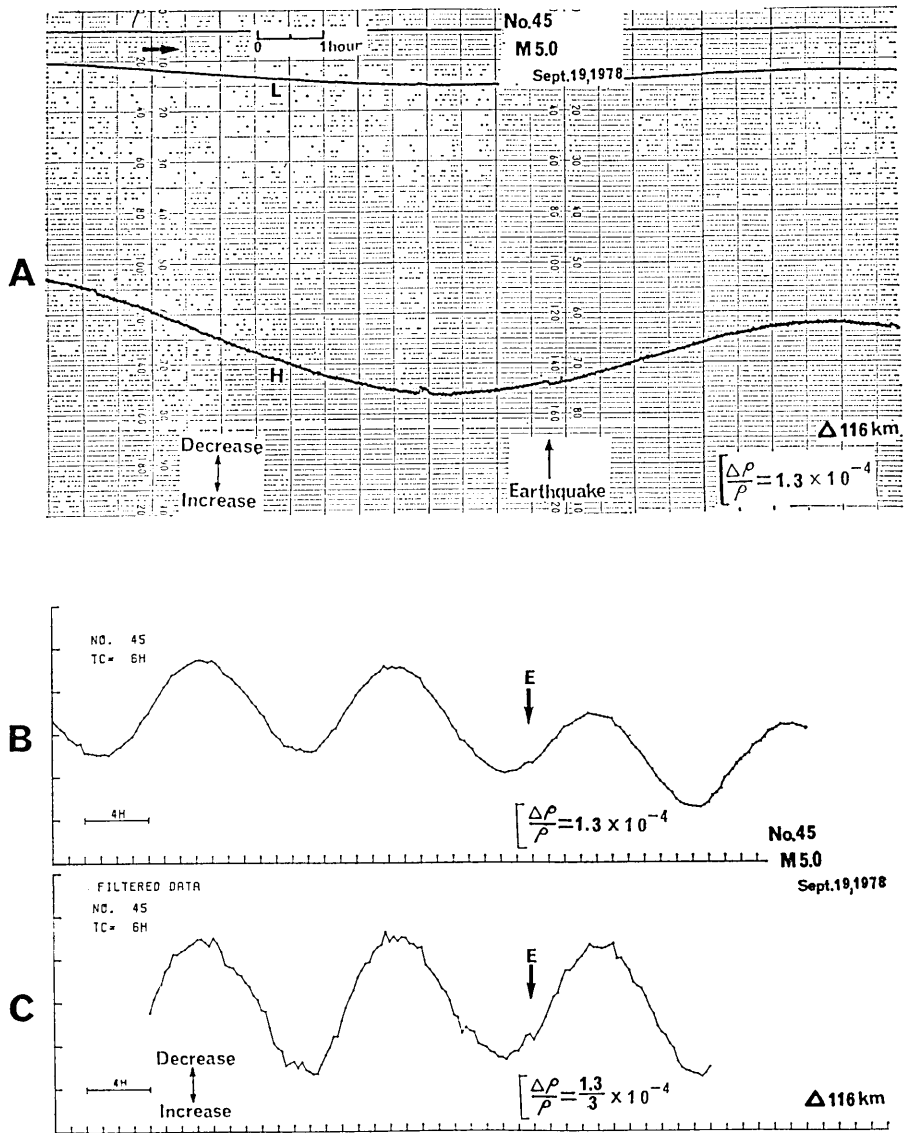 No.45
0 1hour
M 5.0
Sept.19,1978
L
A
H
Decrease
Increase
Earthquake
Δ 116 km
Δρ/ρ = 1.3 × 10⁻⁴
NO. 45
TC= 6H
E
B
4H
Δρ/ρ = 1.3 × 10⁻⁴
No.45
M 5.0
Sept.19,1978
FILTERED DATA
NO. 45
TC= 6H
E
C
Decrease
Increase
4H
Δρ/ρ = 1.3/3 × 10⁻⁴
Δ 116 km